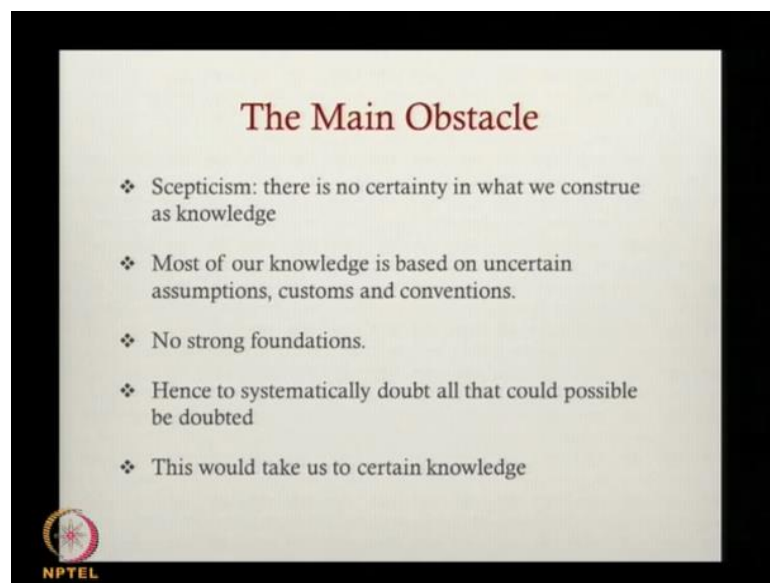 The Main Obstacle
❖ Scepticism: there is no certainty in what we construe
as knowledge
❖ Most of our knowledge is based on uncertain
assumptions, customs and conventions.
❖ No strong foundations.
❖ Hence to systematically doubt all that could possible
be doubted
❖ This would take us to certain knowledge
NPTEL